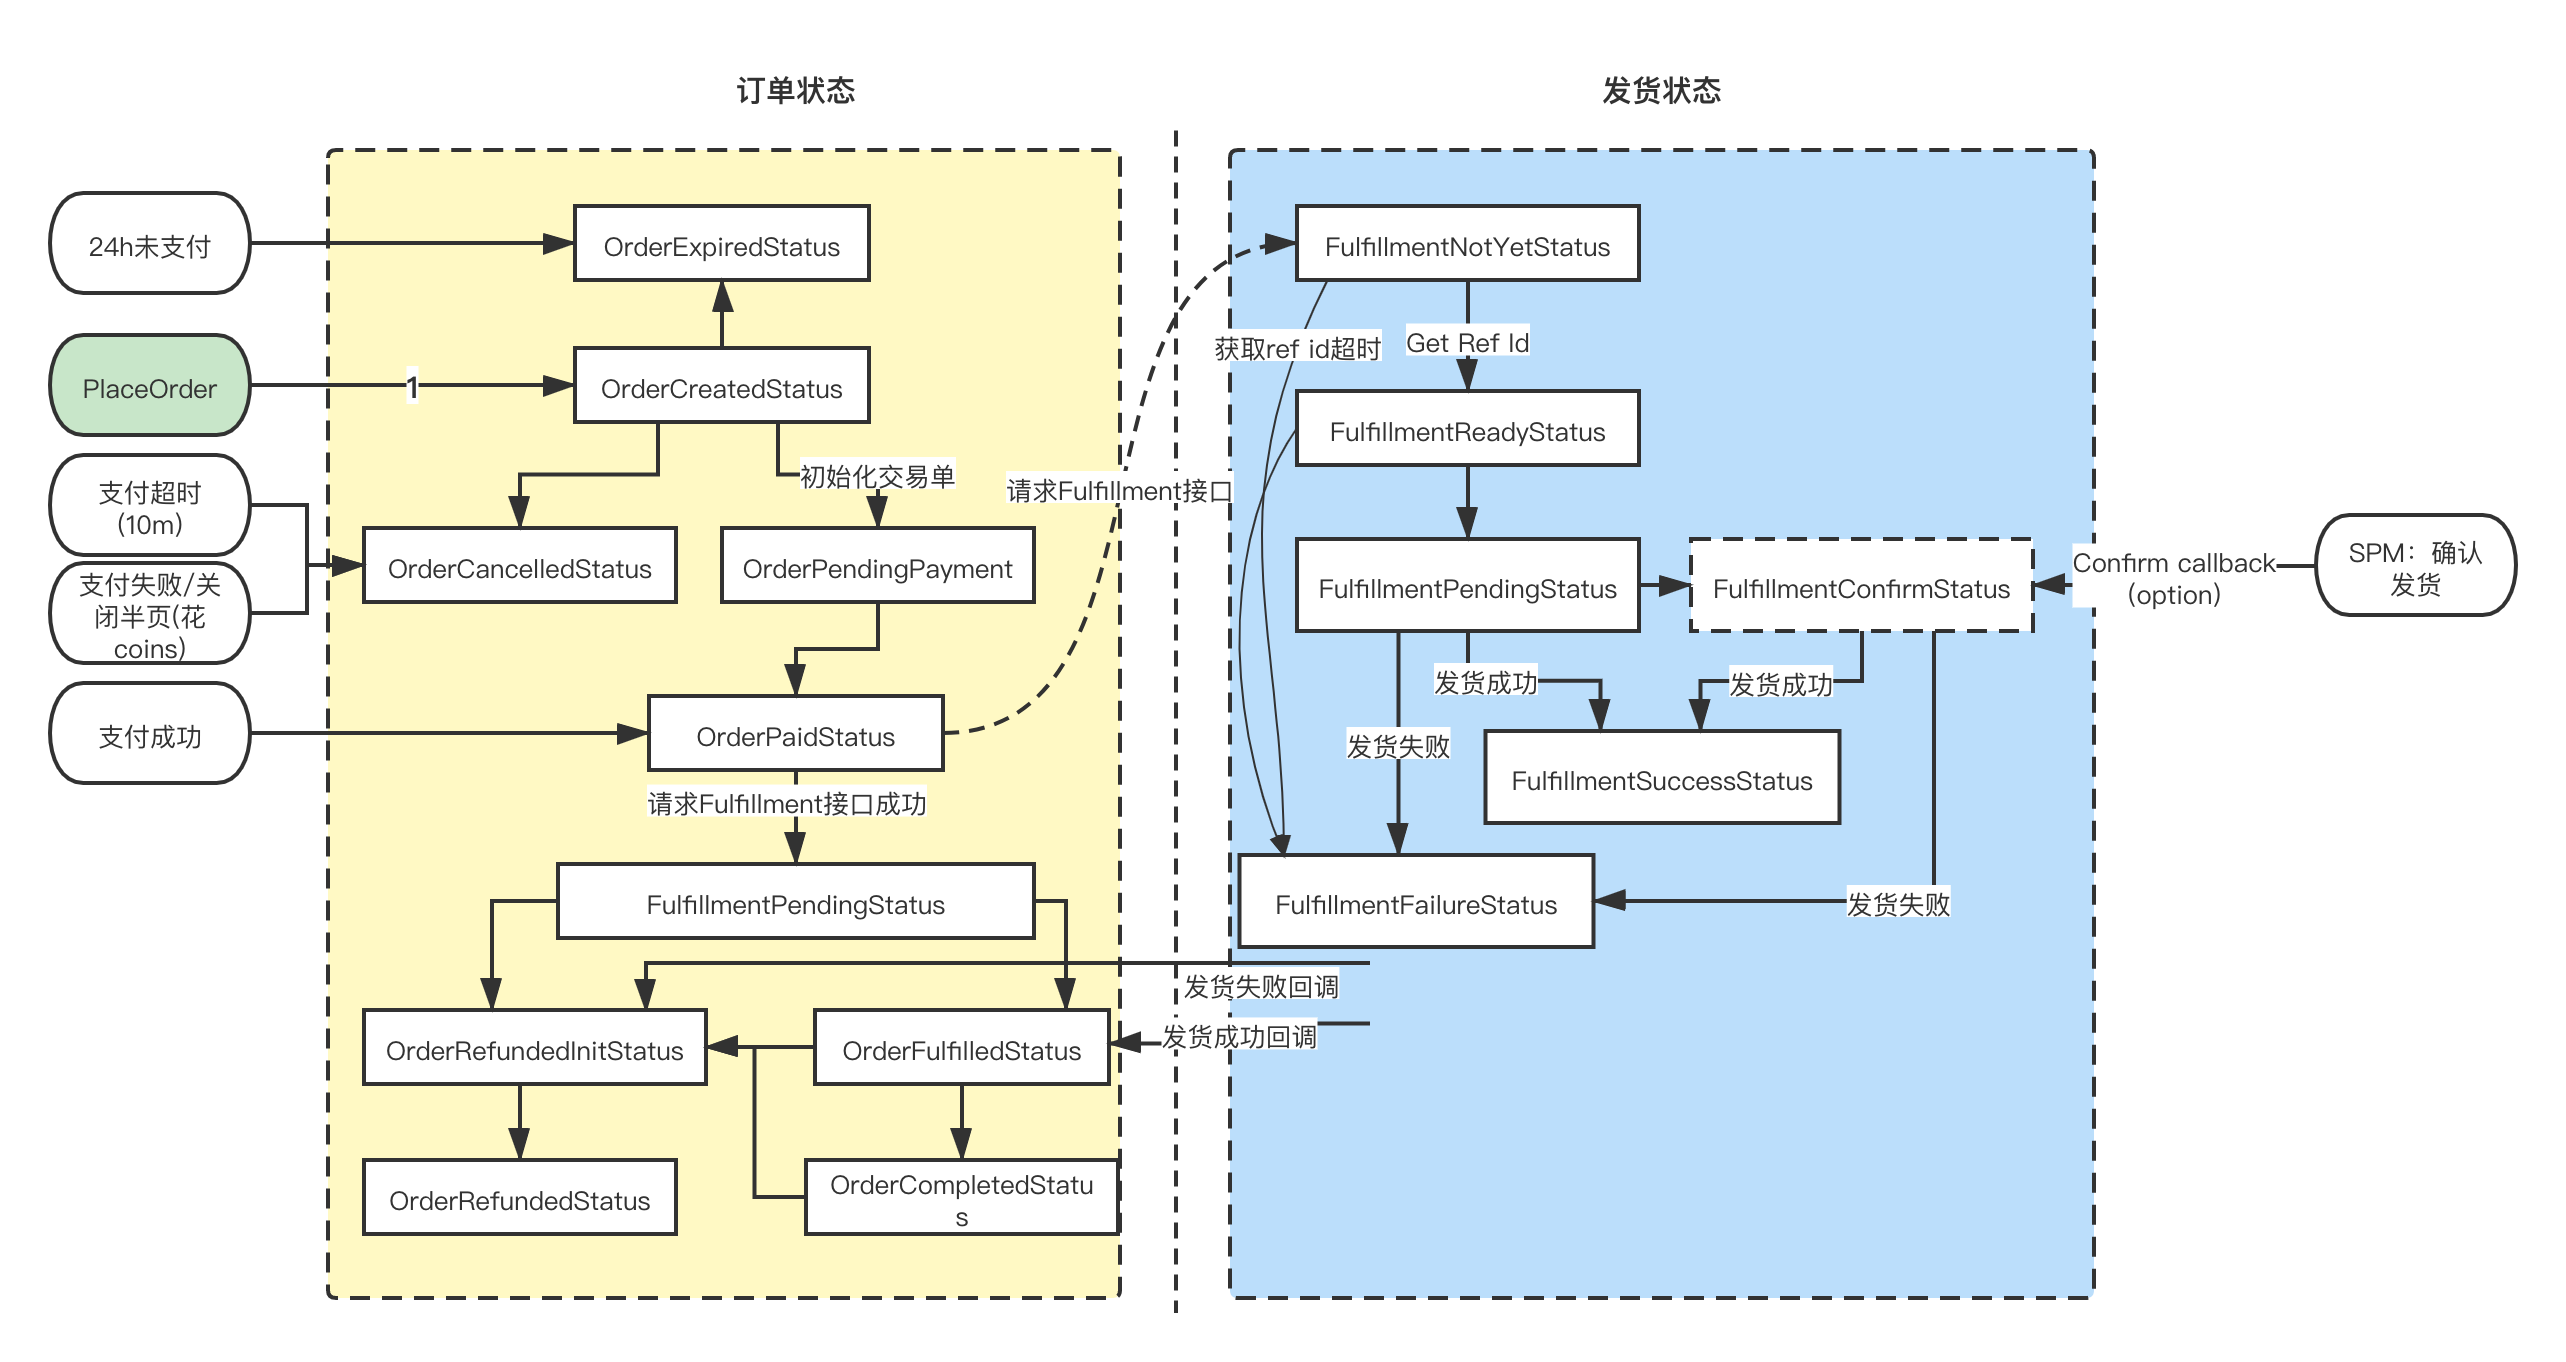 订单状态
发货状态
24h未支付
OrderExpiredStatus
FulfillmentNotYetStatus
获取ref id超时
Get Ref Id
PlaceOrder
1
OrderCreatedStatus
FulfillmentReadyStatus
初始化交易单
请求Fulfillment接口
支付超时
(10m)
OrderCancelledStatus
OrderPendingPayment
FulfillmentPendingStatus
FulfillmentConfirmStatus
Confirm callback
(option)
SPM：确认
发货
支付失败/关
闭半页(花
coins)
发货成功
发货成功
支付成功
OrderPaidStatus
发货失败
FulfillmentSuccessStatus
请求Fulfillment接口成功
FulfillmentPendingStatus
FulfillmentFailureStatus
发货失败
发货失败回调
发货成功回调
OrderRefundedInitStatus
OrderFulfilledStatus
OrderRefundedStatus
OrderCompletedStatu
s